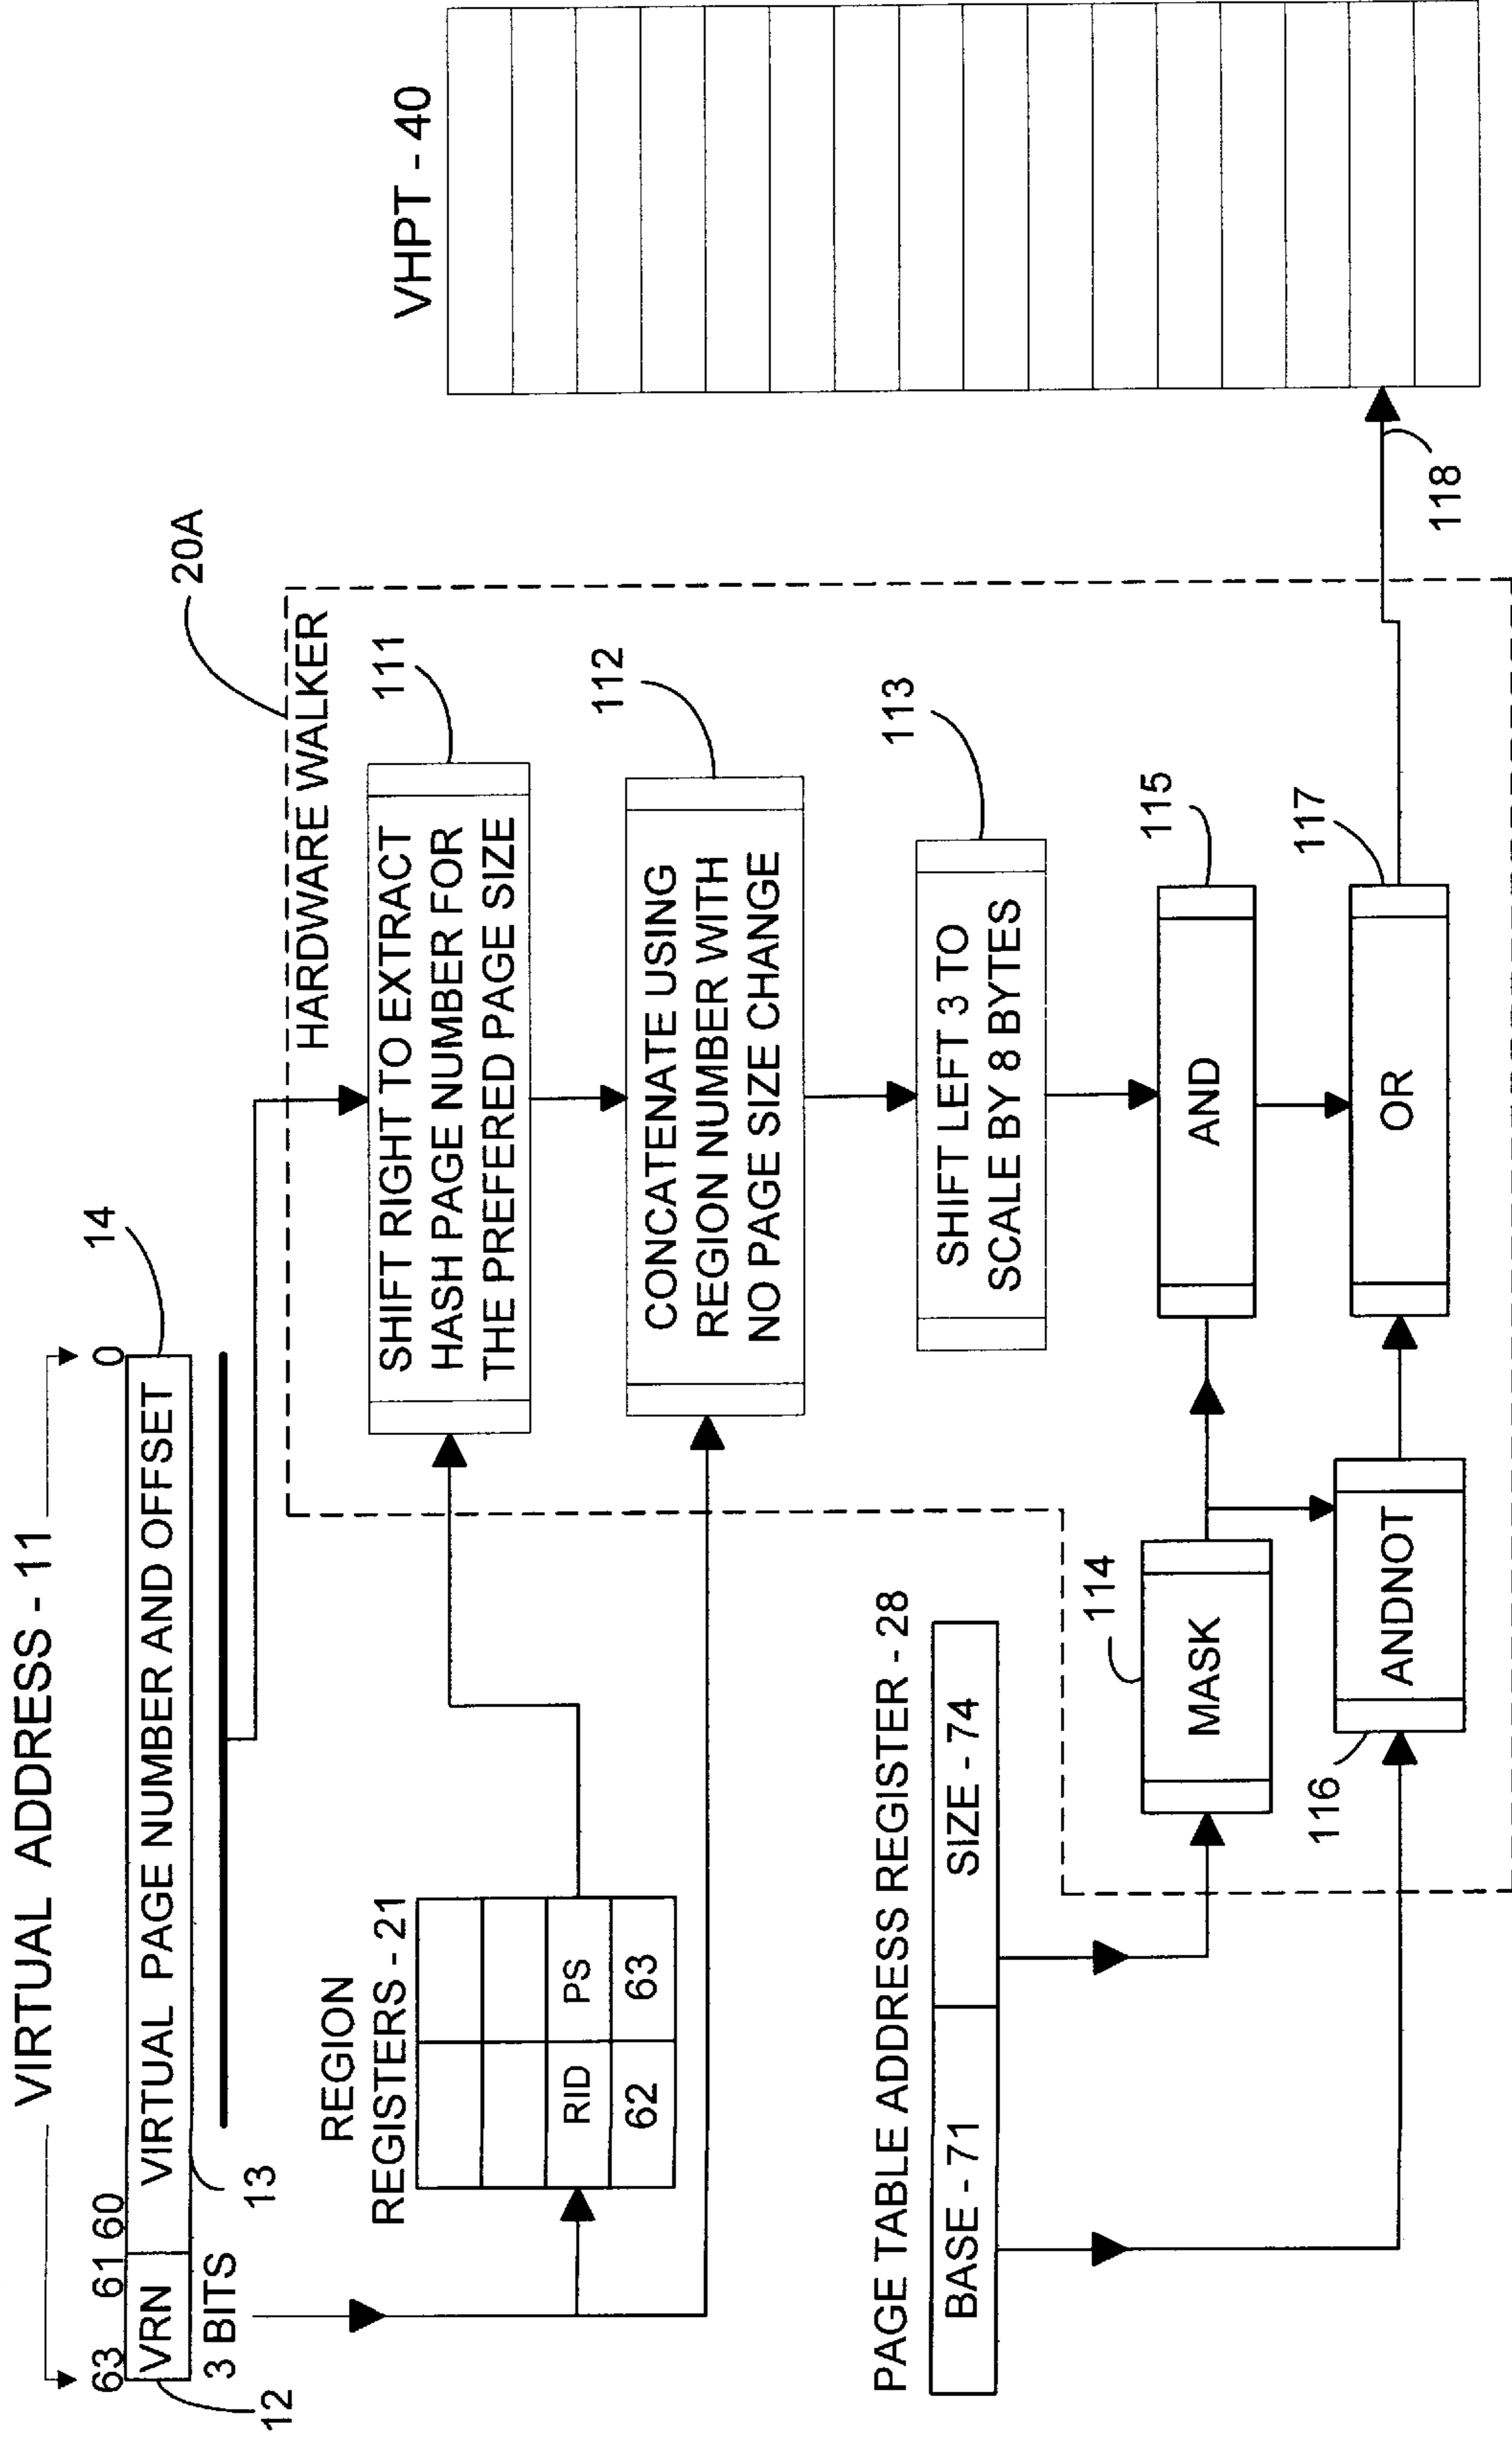 VIRTUAL ADDRESS - 11
63 61 60 0
VRN VIRTUAL PAGE NUMBER AND OFFSET
14
3 BITS
12
13
20A
HARDWARE WALKER
REGION
REGISTERS - 21
RID PS
62 63
SHIFT RIGHT TO EXTRACT
HASH PAGE NUMBER FOR
THE PREFERED PAGE SIZE
111
CONCATENATE USING
REGION NUMBER WITH
NO PAGE SIZE CHANGE
112
SHIFT LEFT 3 TO
SCALE BY 8 BYTES
113
PAGE TABLE ADDRESS REGISTER - 28
BASE - 71 SIZE - 74
MASK
114
AND
115
ANDNOT
116
OR
117
118
VHPT - 40